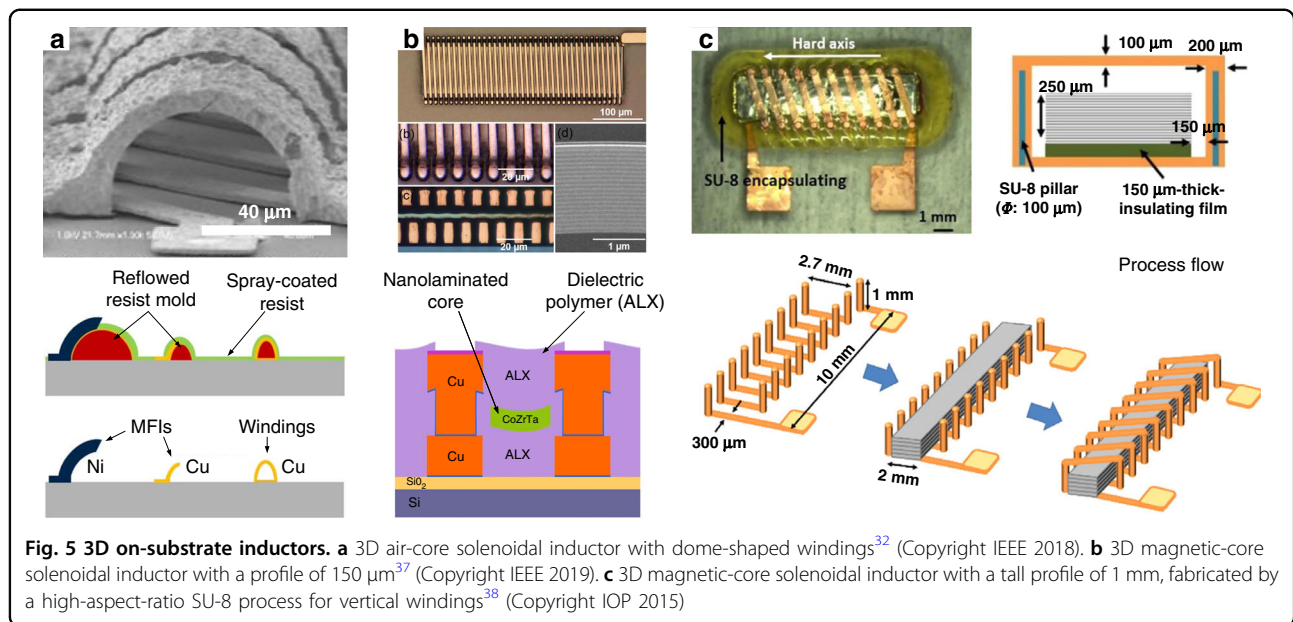 a
40 µm
Reflowed
resist mold
Spray-coated
resist
MFIs
Windings
Ni
Cu
Cu
b
100 µm
(b)
20 µm
(d)
c
20 µm
1 µm
Nanolaminated
core
Dielectric
polymer (ALX)
Cu
ALX
CoZrTa
Cu
ALX
SiO₂
Si
c
Hard axis
SU-8 encapsulating
1 mm
100 µm
200 µm
250 µm
150 µm
SU-8 pillar
(Φ: 100 µm)
150 µm-thick-
insulating film
Process flow
2.7 mm
1 mm
10 mm
300 µm
2 mm
Fig. 5 3D on-substrate inductors. a 3D air-core solenoidal inductor with dome-shaped windings³² (Copyright IEEE 2018). b 3D magnetic-core
solenoidal inductor with a profile of 150 µm³⁷ (Copyright IEEE 2019). c 3D magnetic-core solenoidal inductor with a tall profile of 1 mm, fabricated by
a high-aspect-ratio SU-8 process for vertical windings³⁸ (Copyright IOP 2015)